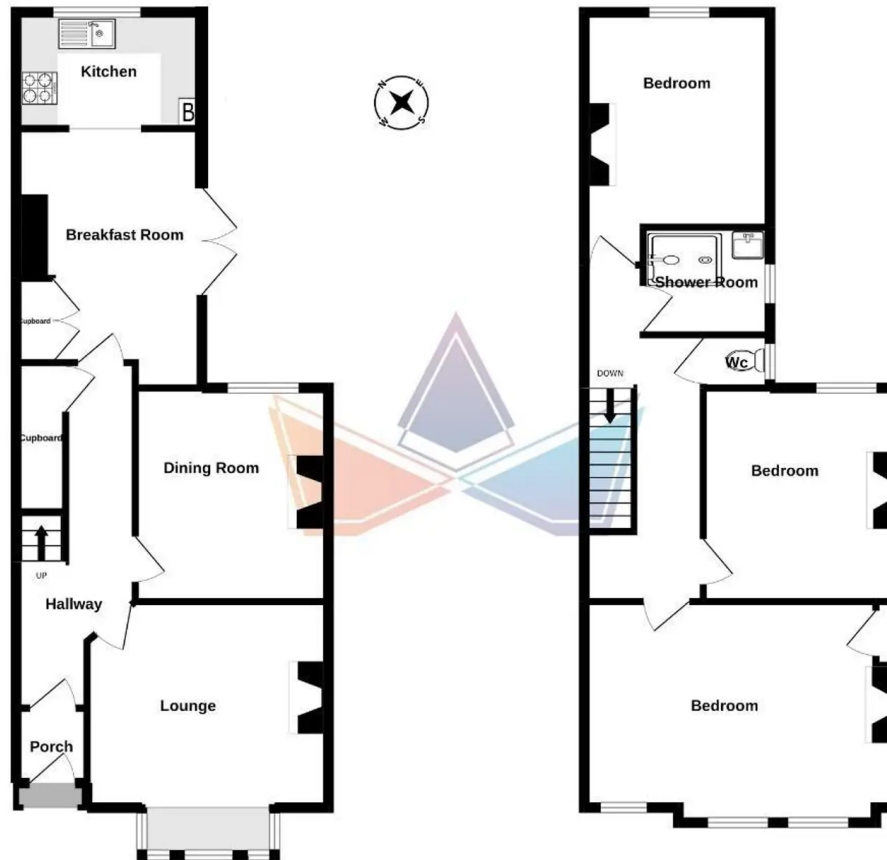 Kitchen
B
Breakfast Room
Cupboard
Cupboard
Dining Room
UP
Hallway
Lounge
Porch
N
E
S
W
Bedroom
Shower Room
Wc
DOWN
Bedroom
Bedroom